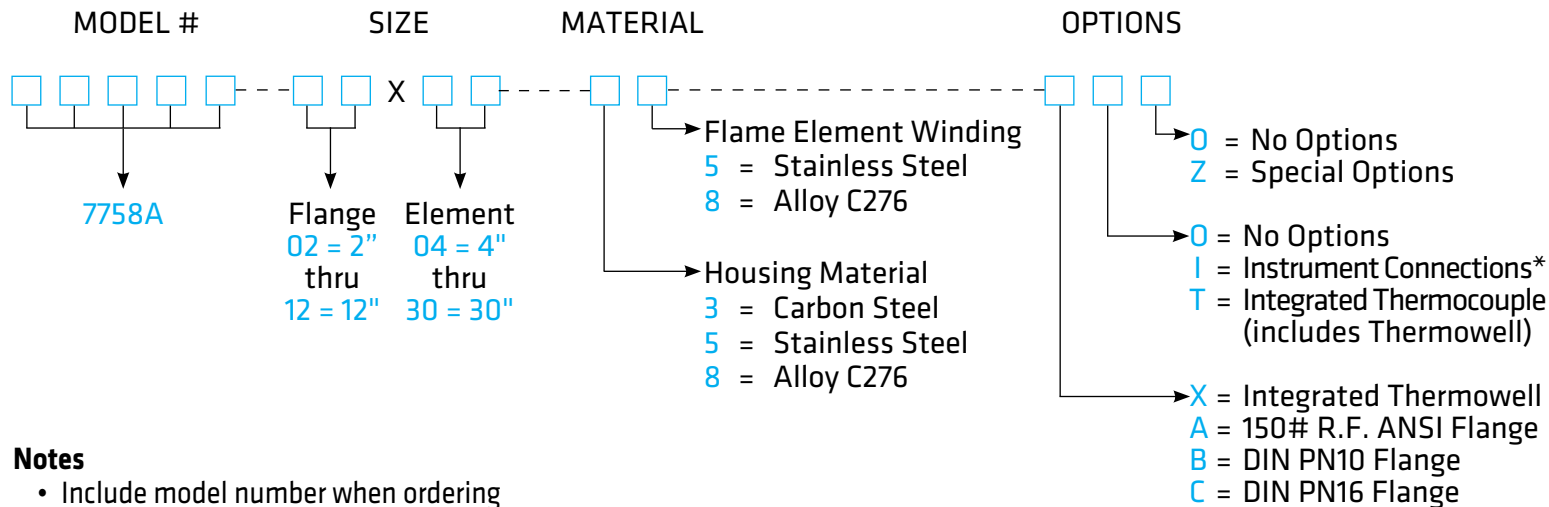 MODEL # SIZE MATERIAL OPTIONS
X
7758A
Flange
02 = 2”
thru
12 = 12"
Element
04 = 4"
thru
30 = 30"
Flame Element Winding
5 = Stainless Steel
8 = Alloy C276
Housing Material
3 = Carbon Steel
5 = Stainless Steel
8 = Alloy C276
O = No Options
Z = Special Options
O = No Options
I = Instrument Connections*
T = Integrated Thermocouple
(includes Thermowell)
X = Integrated Thermowell
A = 150# R.F. ANSI Flange
B = DIN PN10 Flange
C = DIN PN16 Flange
Notes
• Include model number when ordering